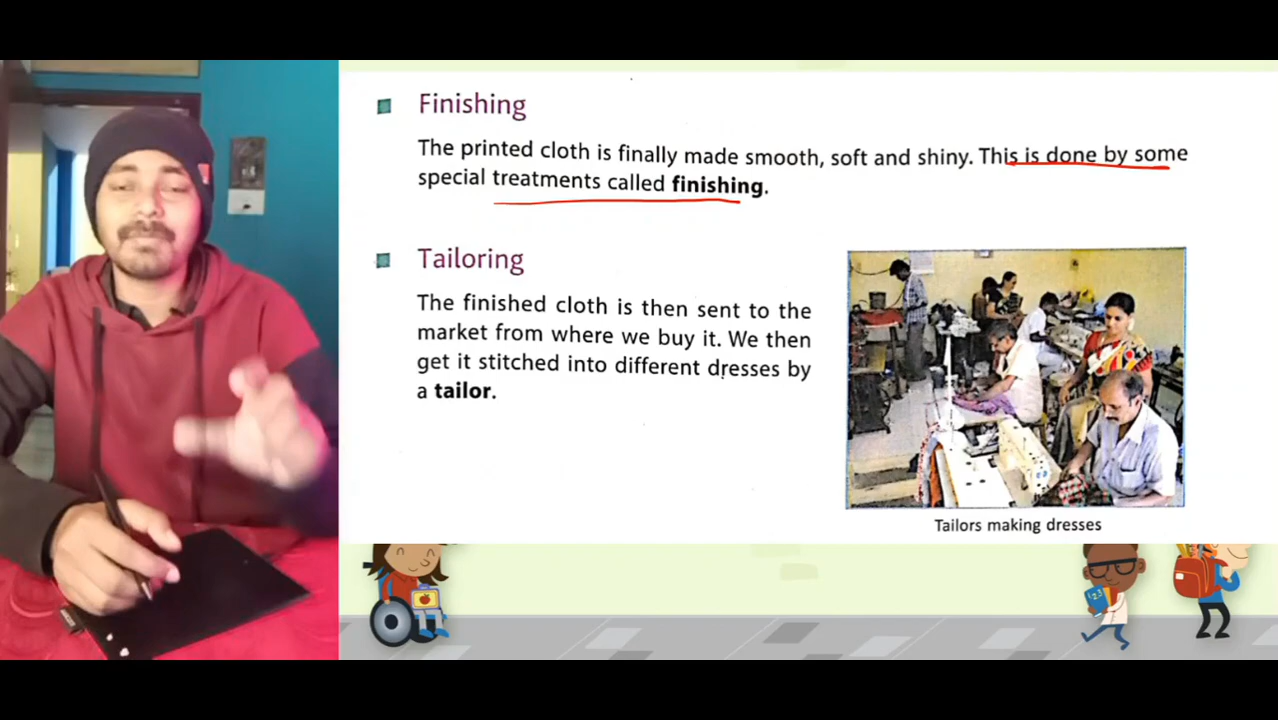 Finishing
The printed cloth is finally made smooth, soft and shiny. This is done by some
special treatments called finishing.
Tailoring
The finished cloth is then sent to the
market from where we buy it. We then
get it stitched into different dresses by
a tailor.
Tailors making dresses